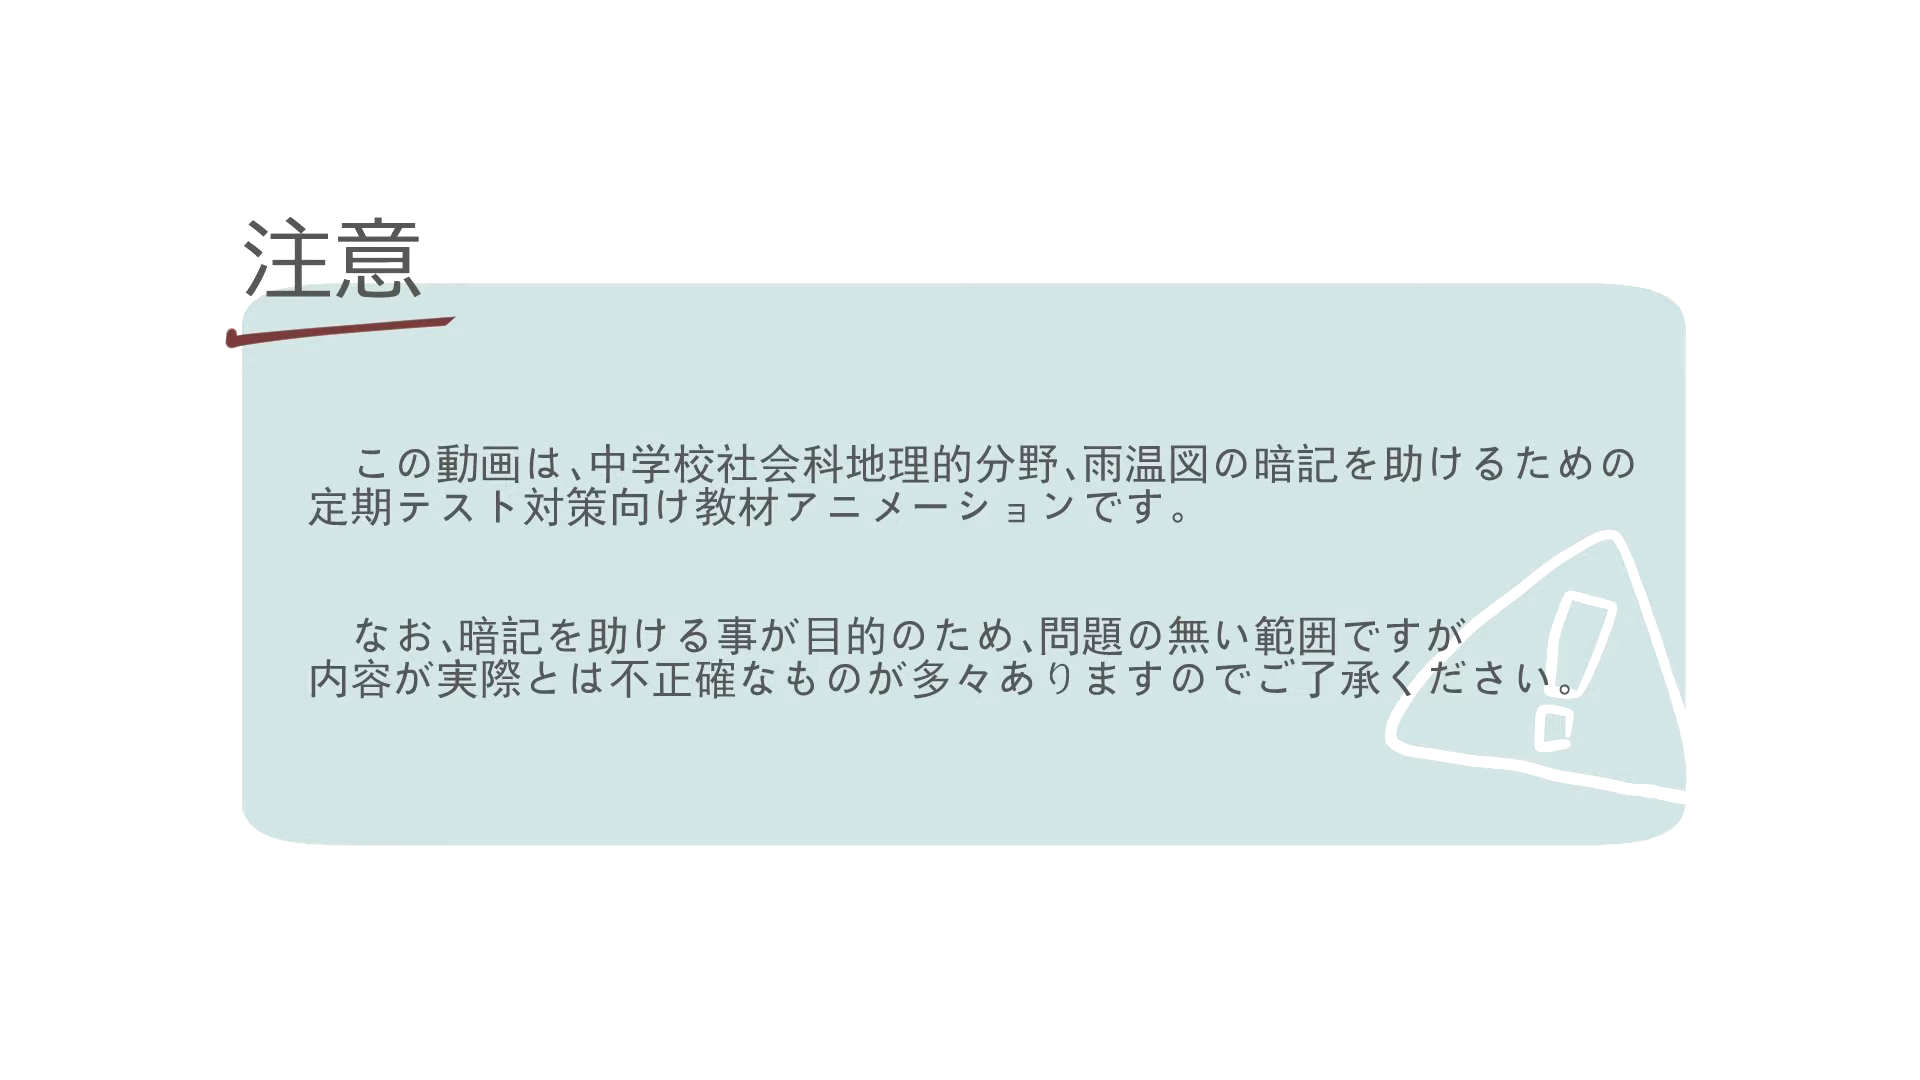 注意
この動画は、中学校社会科地理的分野、雨温図の暗記を助けるための
定期テスト対策向け教材アニメーションです。
なお、暗記を助ける事が目的のため、問題の無い範囲ですが
内容が実際とは不正確なものが多々ありますのでご了承ください。